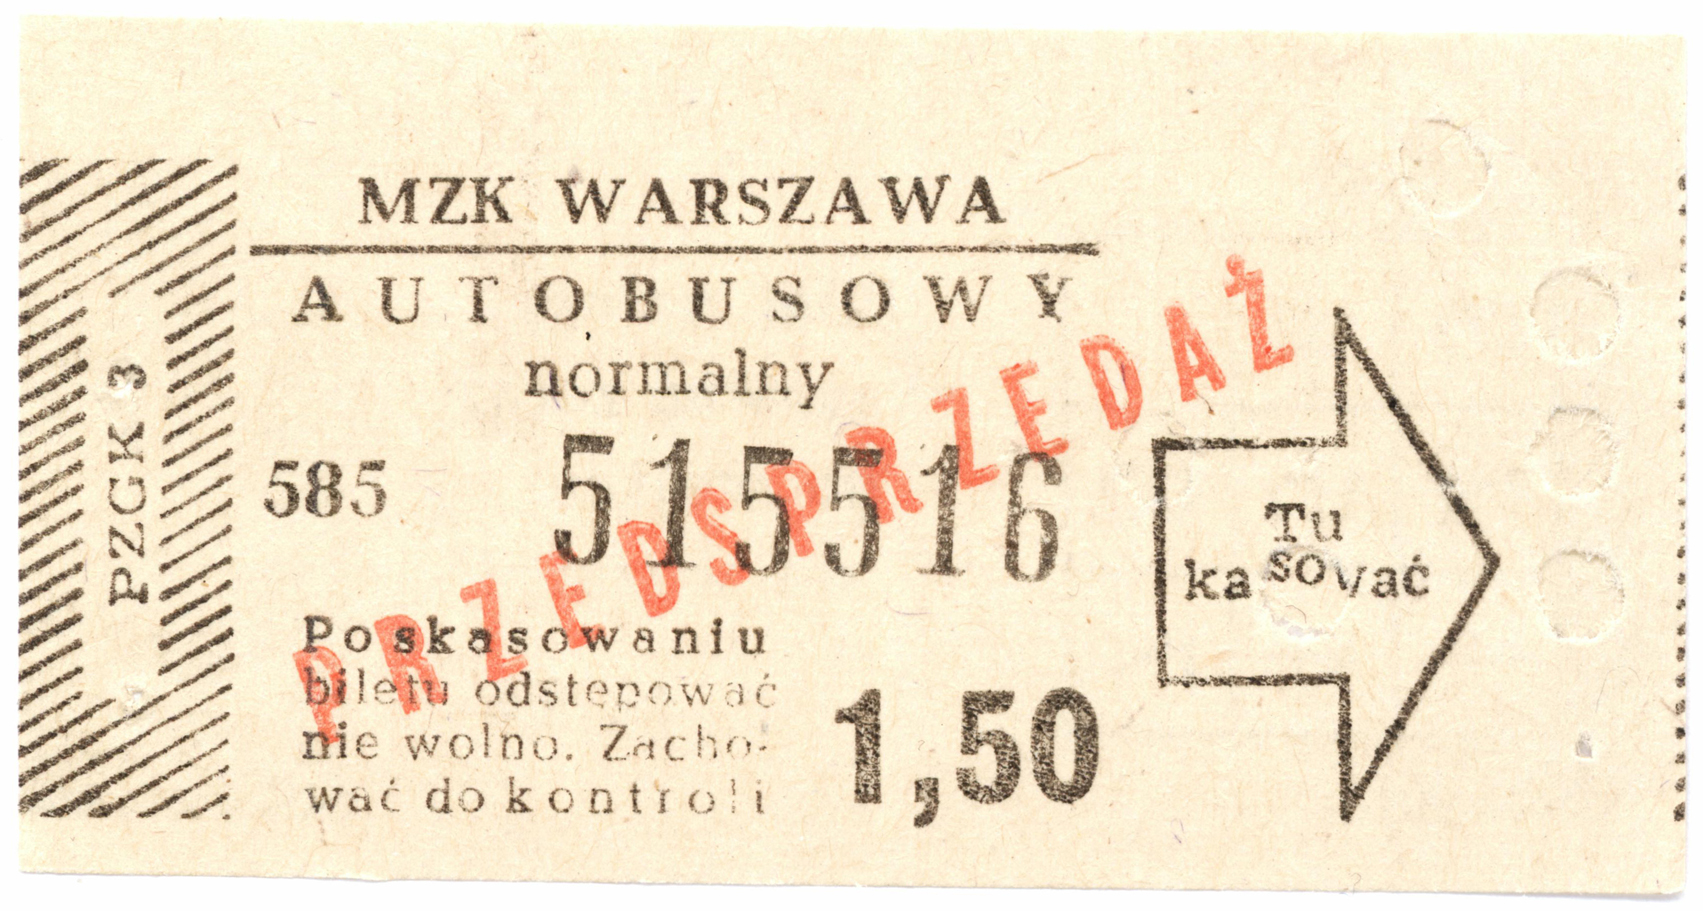 MZK WARSZAWA
AUTOBUSOWY
normalny
585 515516
PRZEDSPRZEDAŻ
Po skasowaniu
biletu odstepować
nie wolno. Zacho-
wać do kontroli
1,50
Tu
kasować
PZGK 3